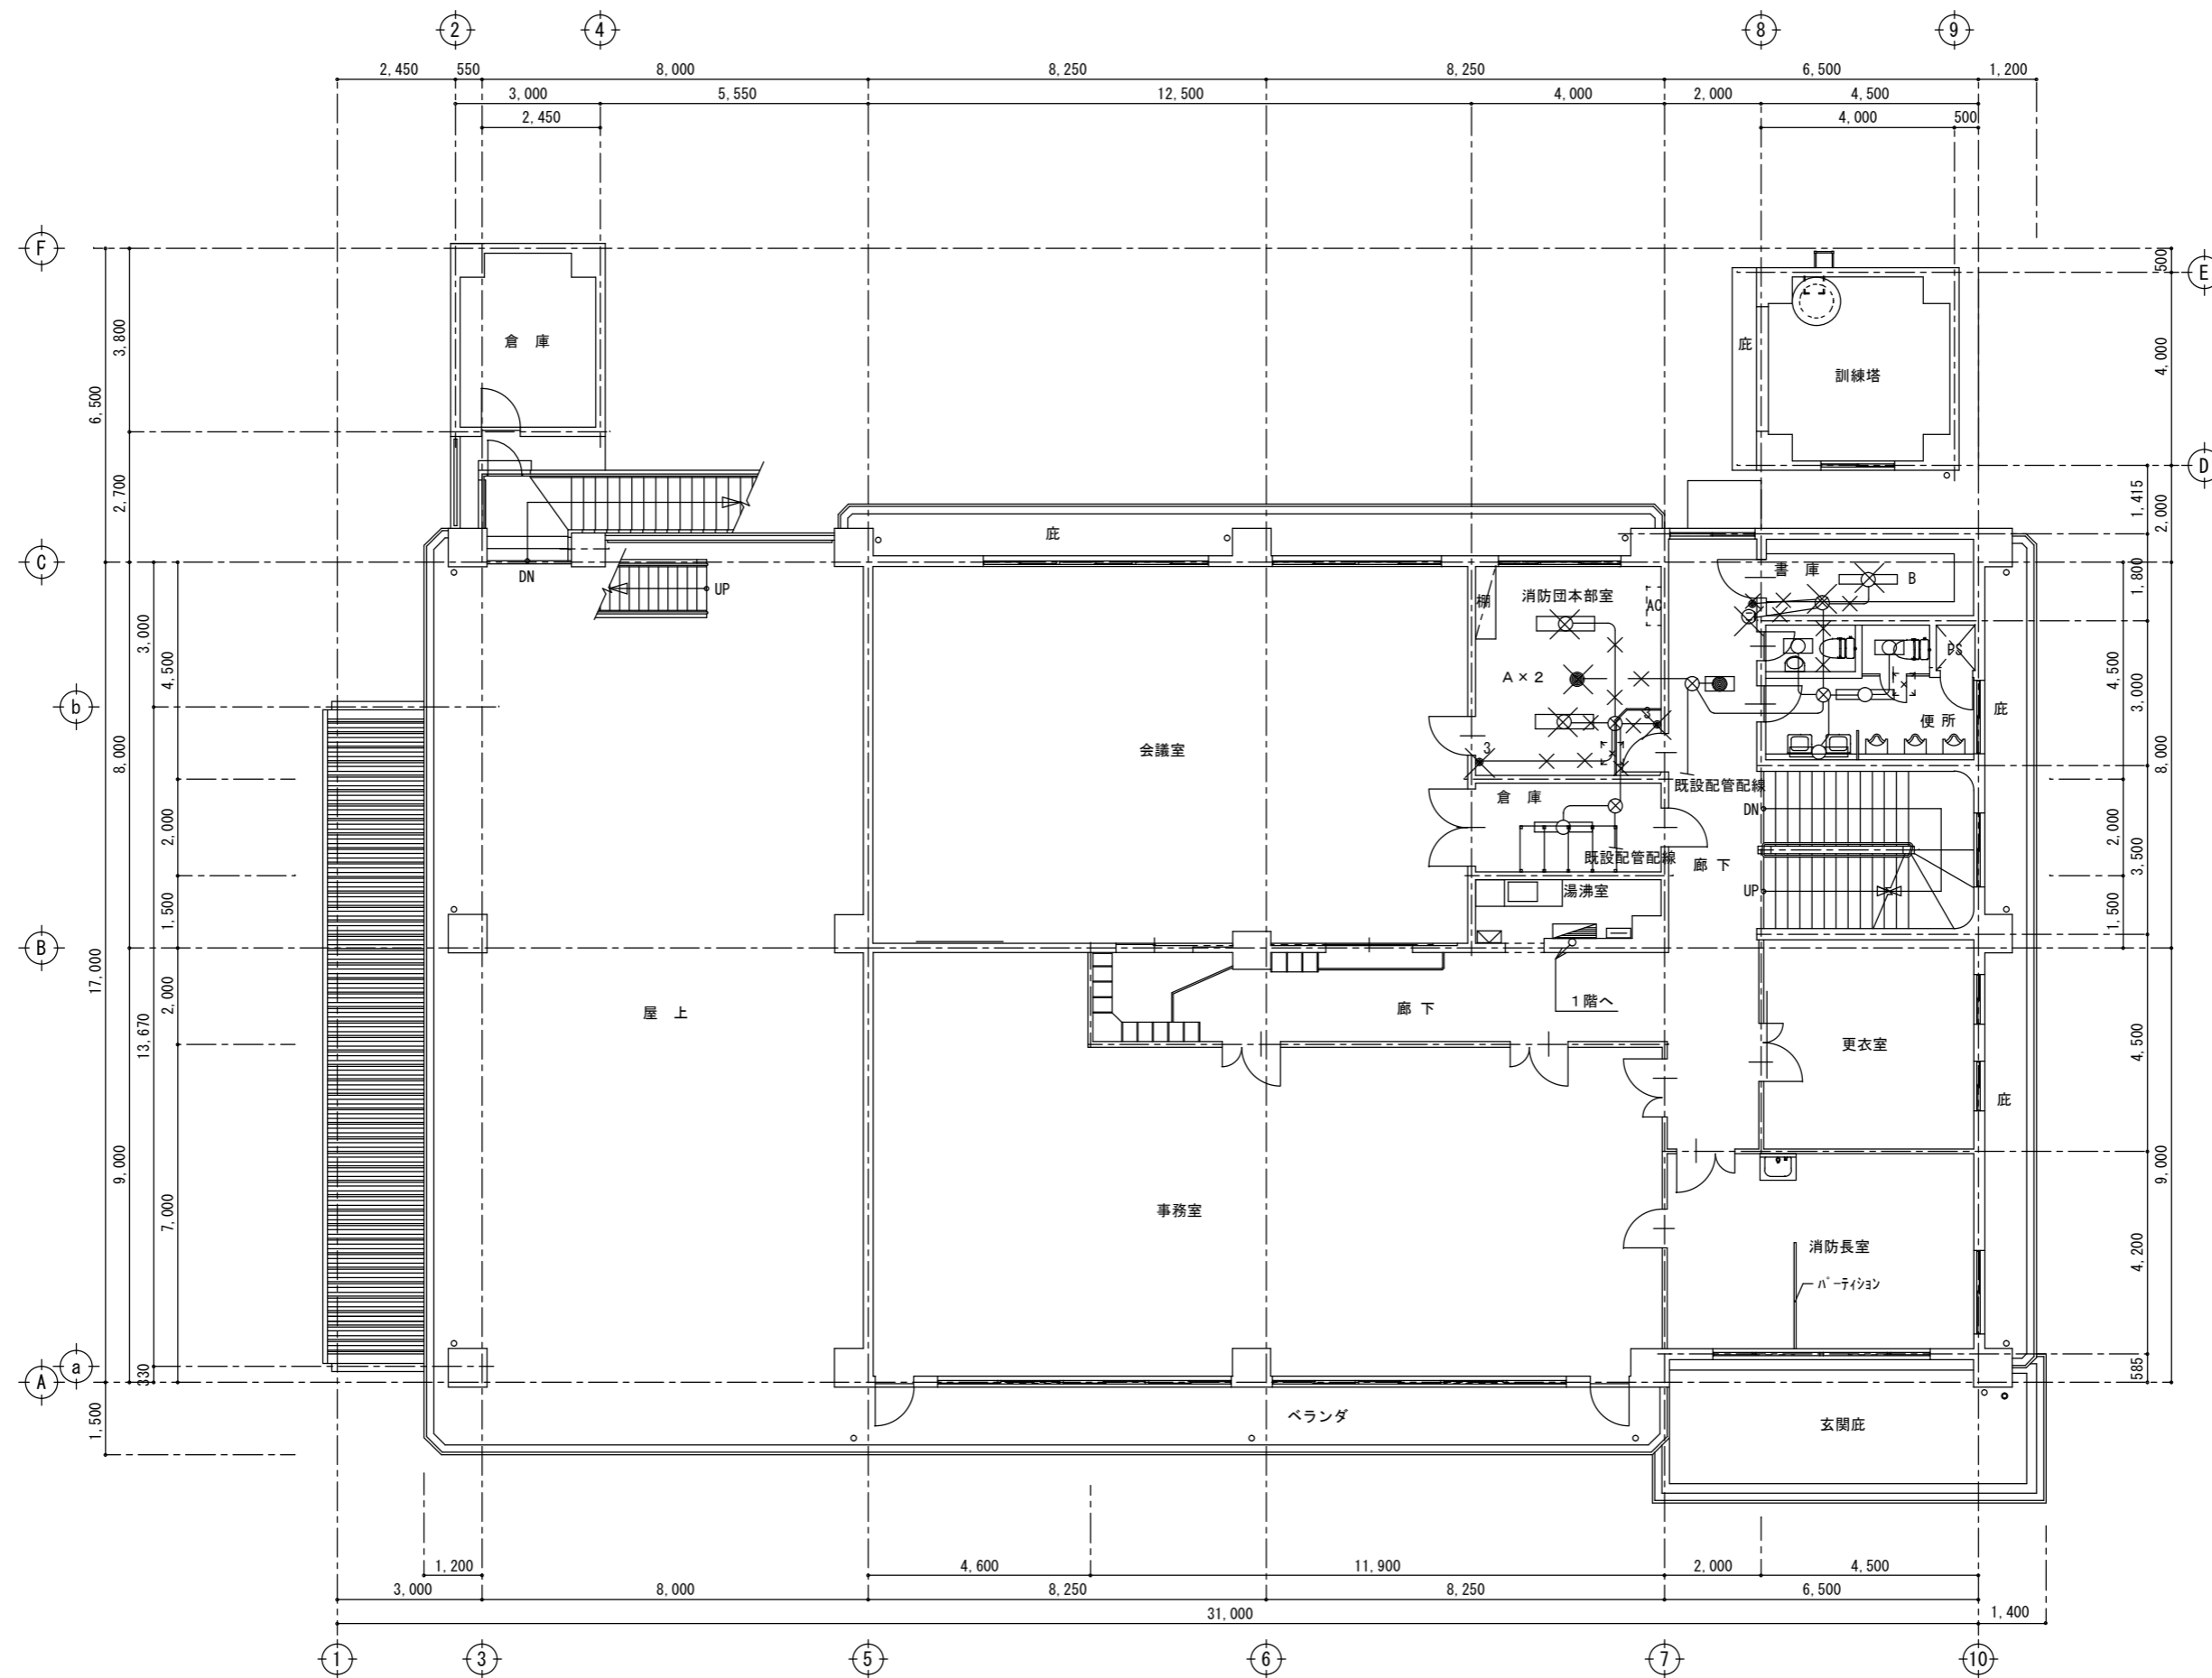 2 4 8 9
2,450 550 8,000 8,250 8,250 6,500 1,200
3,000 5,550 12,500 4,000 2,000 4,500
2,450 4,000 500
F
E
500
3,800
倉 庫
庇
4,000
訓練塔
6,500
D
2,700
1,415
2,000
庇
C
DN
UP
書 庫
B
1,800
棚
消防団本部室
AC
3,000
4,500
PS
A×2
4,500
3,000
b
3
便 所
庇
8,000
会議室
3
8,000
既設配管配線
倉 庫
DN
2,000
2,000
3,500
既設配管配線
廊 下
湯沸室
UP
1,500
1,500
B
17,000
2,000
1階へ
廊 下
屋 上
13,670
更衣室
4,500
庇
9,000
9,000
7,000
事務室
消防長室
4,200
パーティション
330
a
A
585
ベランダ
玄関庇
1,500
1,200 4,600 11,900 2,000 4,500
3,000 8,000 8,250 8,250 6,500
31,000 1,400
1 3 5 6 7 10